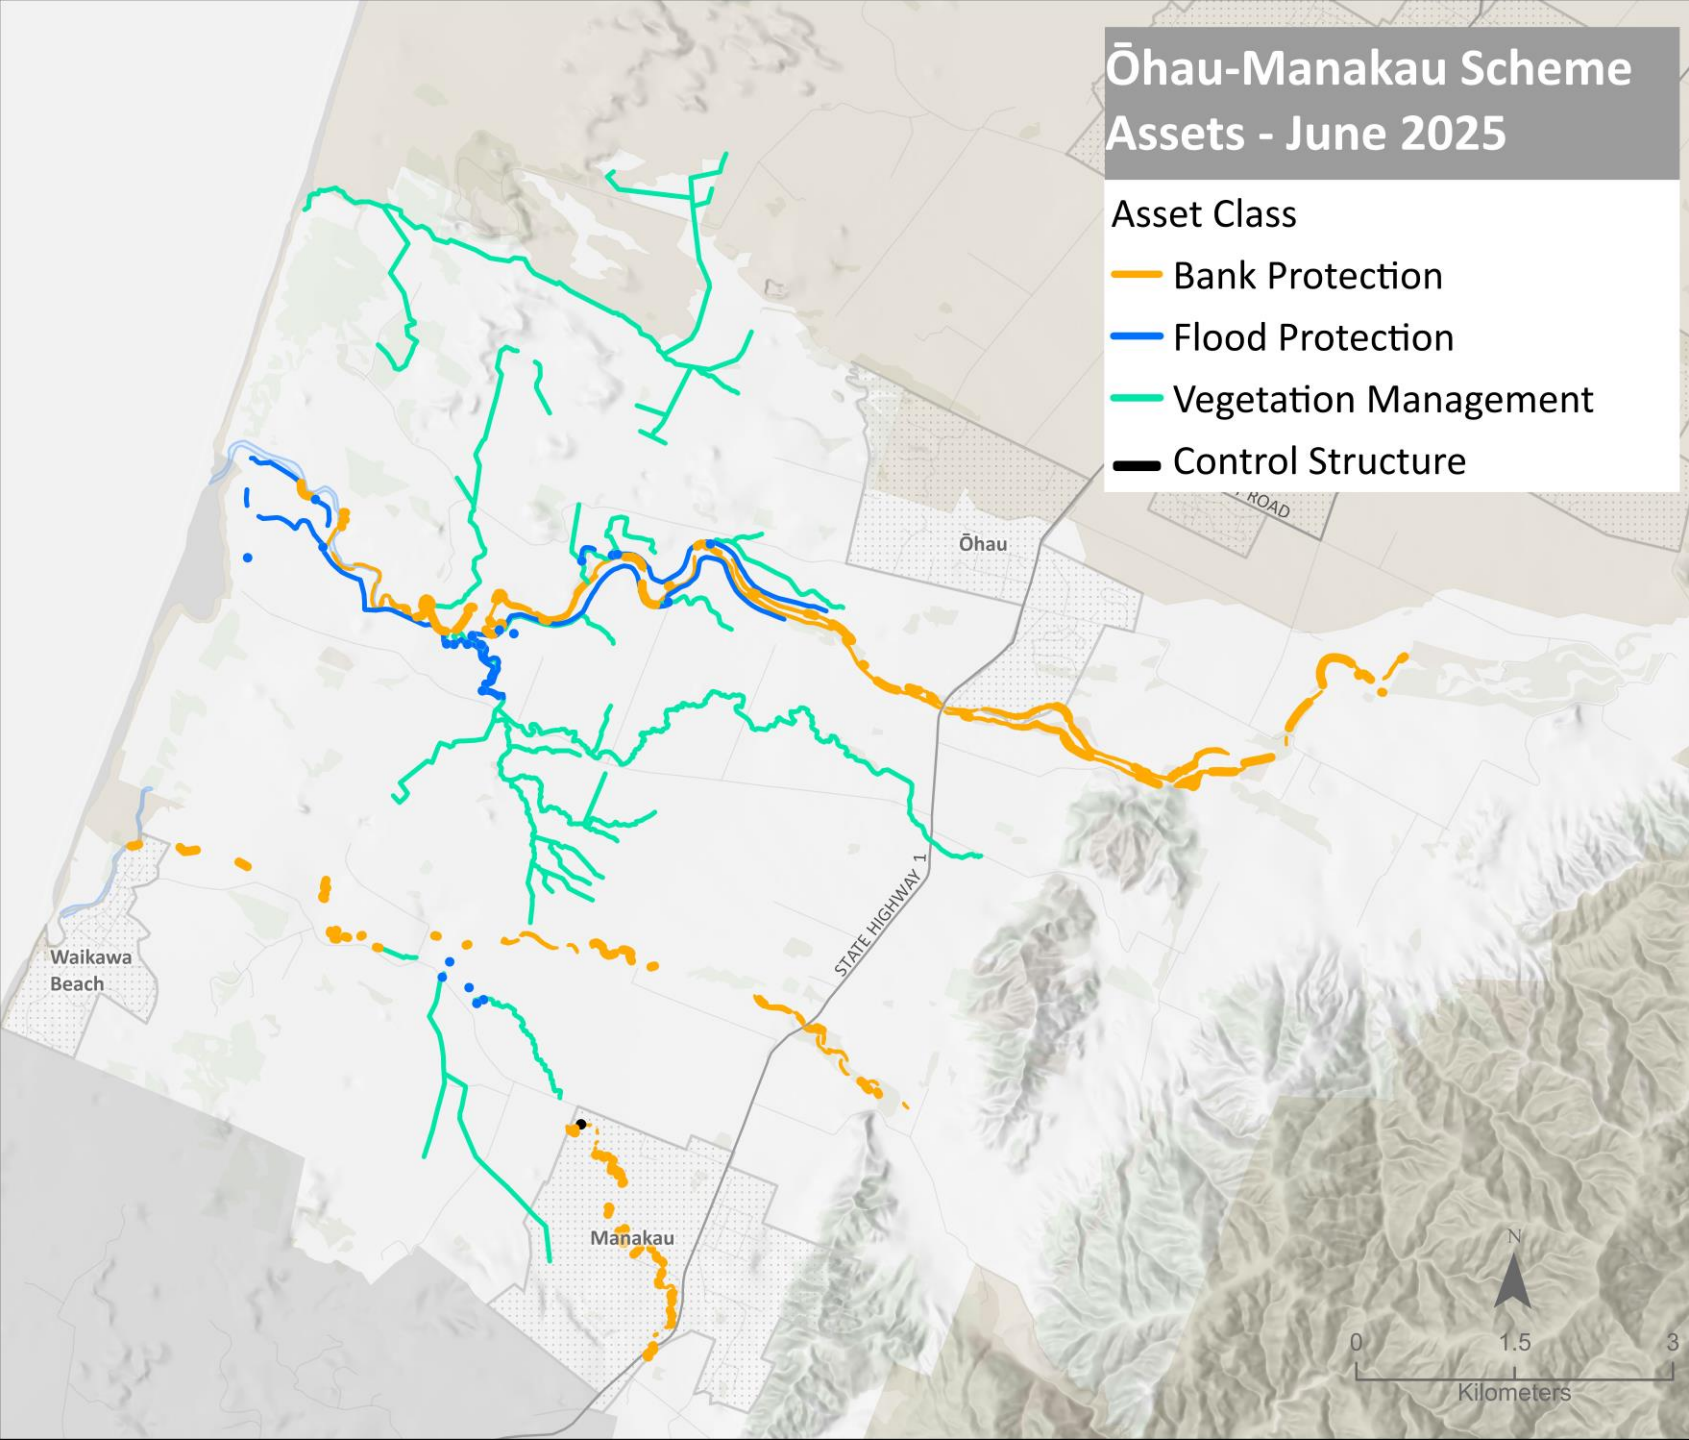 Ōhau-Manakau Scheme
Assets - June 2025
Asset Class
Bank Protection
Flood Protection
Vegetation Management
Control Structure
ROAD
Ōhau
STATE HIGHWAY 1
Waikawa
Beach
Manakau
N
0 1.5 3
Kilometers